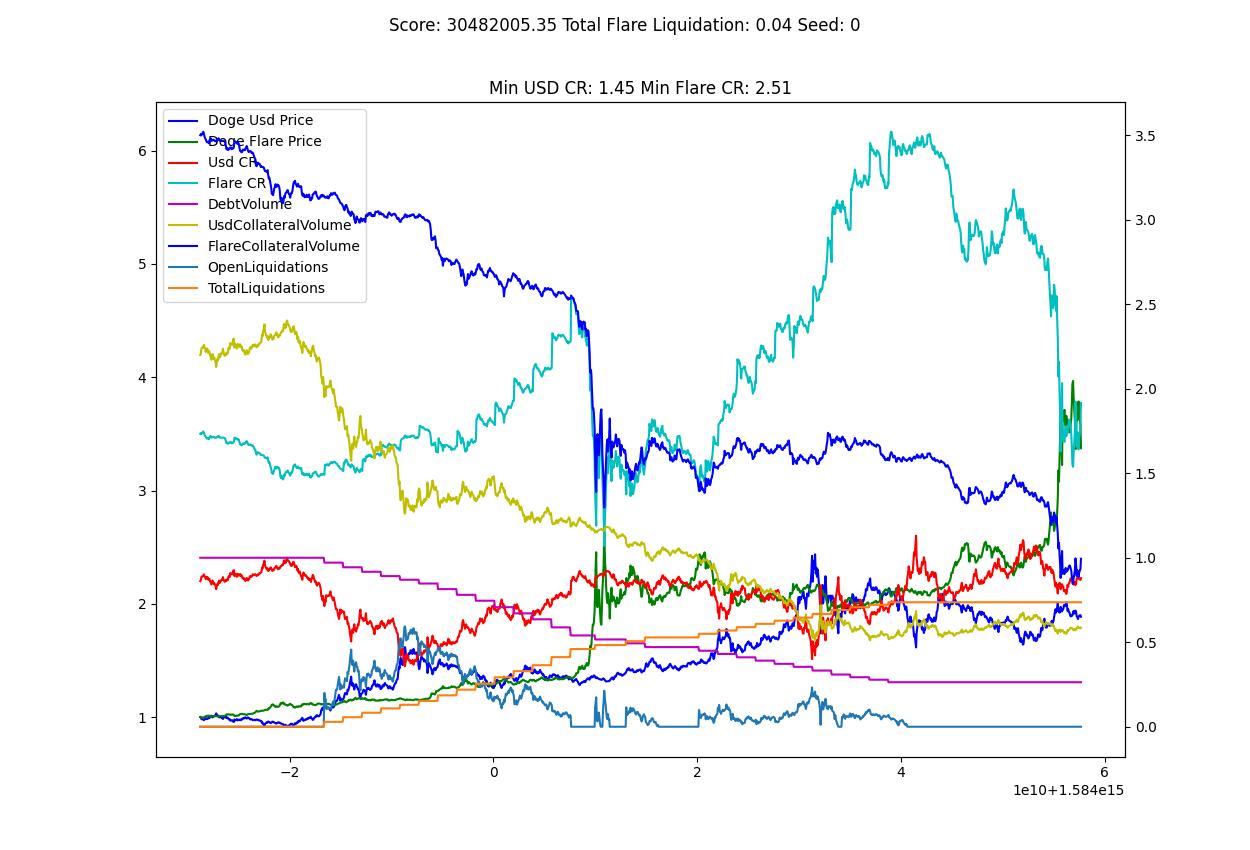 Score: 30482005.35 Total Flare Liquidation: 0.04 Seed: 0
Min USD CR: 1.45 Min Flare CR: 2.51
Doge Usd Price
Doge Flare Price
Usd CR
Flare CR
DebtVolume
UsdCollateralVolume
FlareCollateralVolume
OpenLiquidations
TotalLiquidations
6
5
4
3
2
1
3.5
3.0
2.5
2.0
1.5
1.0
0.5
0.0
−2
0
2
4
6
1e10+1.584e15